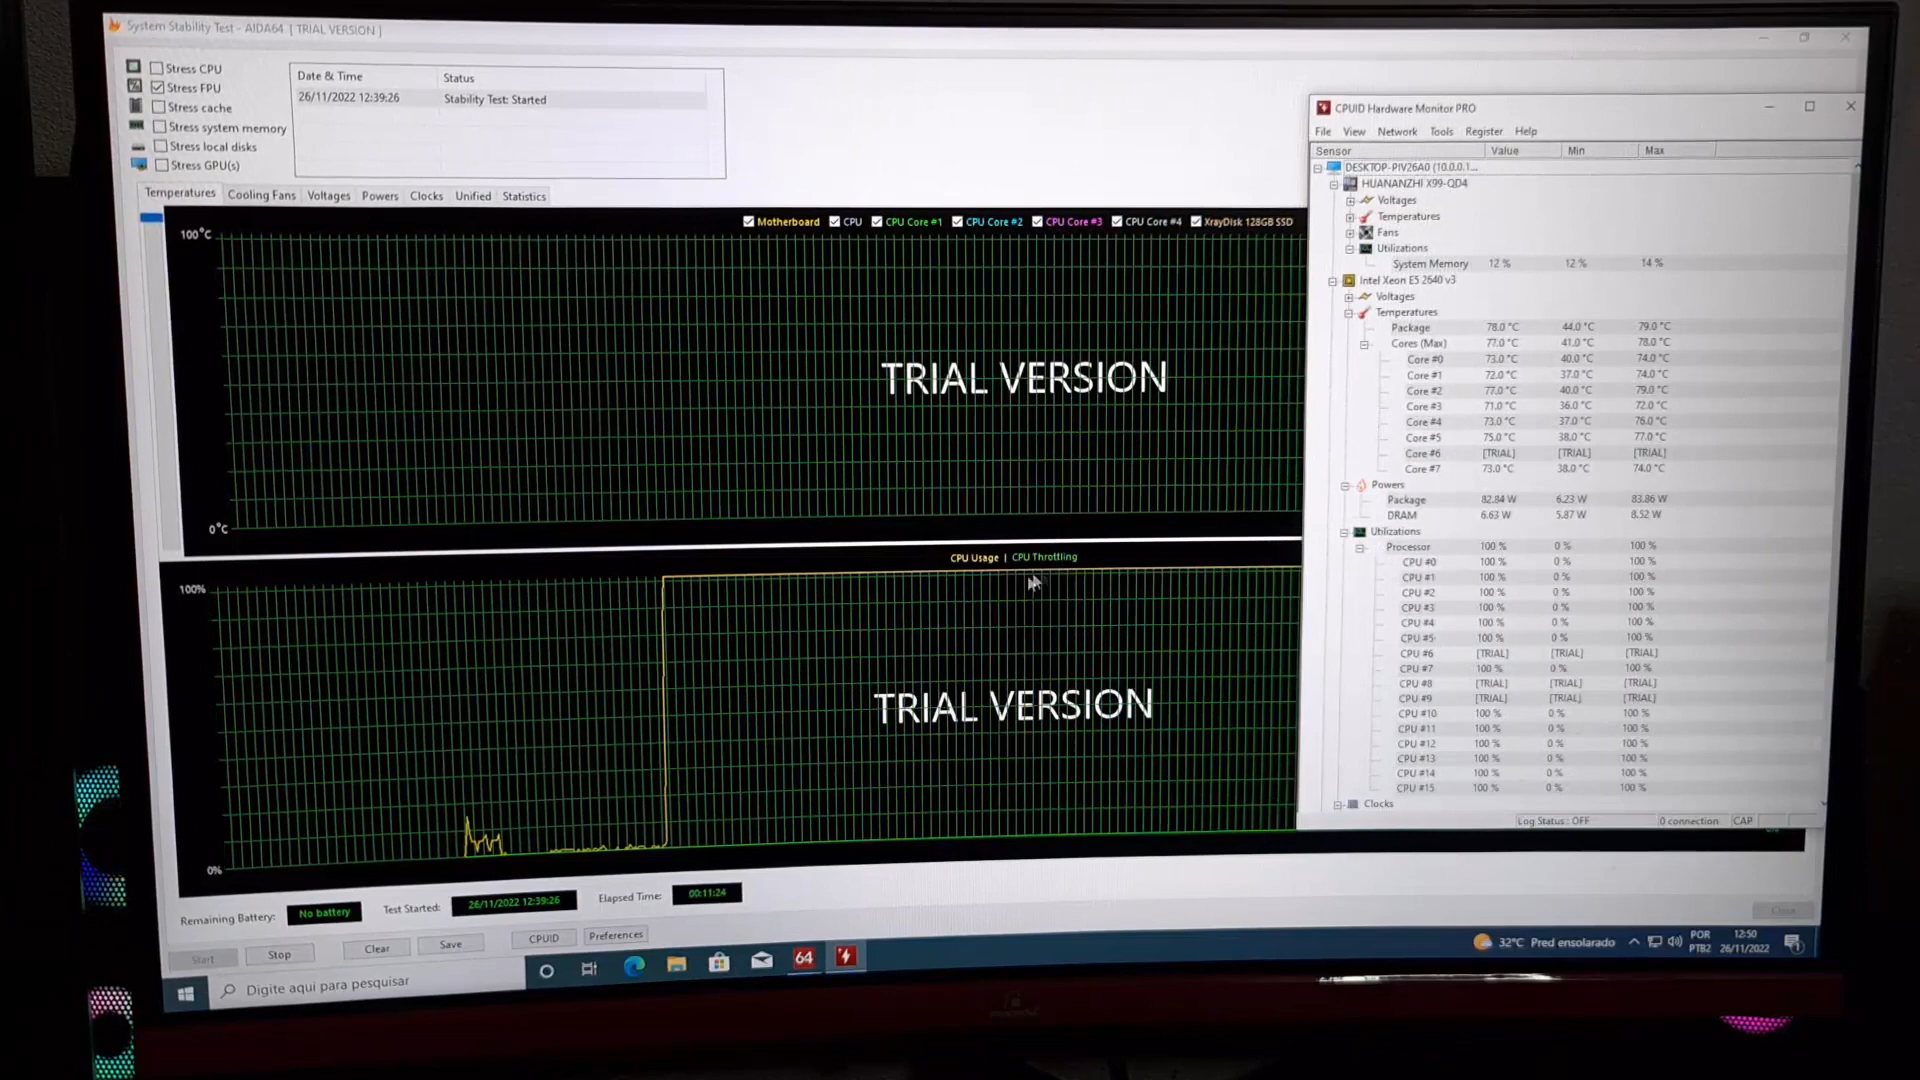 System Stability Test - AIDA64 [ TRIAL VERSION ]
Stress CPU
Stress FPU
Stress cache
Stress system memory
Stress local disks
Stress GPU(s)
Date & Time Status
26/11/2022 12:39:26 Stability Test: Started
Temperatures Cooling Fans Voltages Powers Clocks Unified Statistics
Motherboard CPU CPU Core #1 CPU Core #2 CPU Core #3 CPU Core #4 XrayDisk 128GB SSD
100°C
TRIAL VERSION
0°C
CPU Usage | CPU Throttling
100%
TRIAL VERSION
0%
Remaining Battery: No battery Test Started: 26/11/2022 12:39:26 Elapsed Time: 00:11:24
Start Stop Clear Save CPUID Preferences Close
CPUID Hardware Monitor PRO
File View Network Tools Register Help
Sensor Value Min Max
DESKTOP-PIV26A0 (10.0.0.1...
HUANANZHI X99-QD4
Voltages
Temperatures
Fans
Utilizations
System Memory 12 % 12 % 14 %
Intel Xeon E5 2640 v3
Voltages
Temperatures
Package 78.0 °C 44.0 °C 79.0 °C
Cores (Max) 77.0 °C 41.0 °C 78.0 °C
Core #0 73.0 °C 40.0 °C 74.0 °C
Core #1 72.0 °C 37.0 °C 74.0 °C
Core #2 77.0 °C 40.0 °C 79.0 °C
Core #3 71.0 °C 36.0 °C 72.0 °C
Core #4 73.0 °C 37.0 °C 76.0 °C
Core #5 75.0 °C 38.0 °C 77.0 °C
Core #6 [TRIAL] [TRIAL] [TRIAL]
Core #7 73.0 °C 38.0 °C 74.0 °C
Powers
Package 82.84 W 6.23 W 83.86 W
DRAM 6.63 W 5.87 W 8.52 W
Utilizations
Processor 100 % 0 % 100 %
CPU #0 100 % 0 % 100 %
CPU #1 100 % 0 % 100 %
CPU #2 100 % 0 % 100 %
CPU #3 100 % 0 % 100 %
CPU #4 100 % 0 % 100 %
CPU #5 100 % 0 % 100 %
CPU #6 [TRIAL] [TRIAL] [TRIAL]
CPU #7 100 % 0 % 100 %
CPU #8 [TRIAL] [TRIAL] [TRIAL]
CPU #9 [TRIAL] [TRIAL] [TRIAL]
CPU #10 100 % 0 % 100 %
CPU #11 100 % 0 % 100 %
CPU #12 100 % 0 % 100 %
CPU #13 100 % 0 % 100 %
CPU #14 100 % 0 % 100 %
CPU #15 100 % 0 % 100 %
Clocks
Log Status : OFF 0 connection CAP
Digite aqui para pesquisar
64
32°C Pred ensolarado
POR
PTB2
12:50
26/11/2022
1